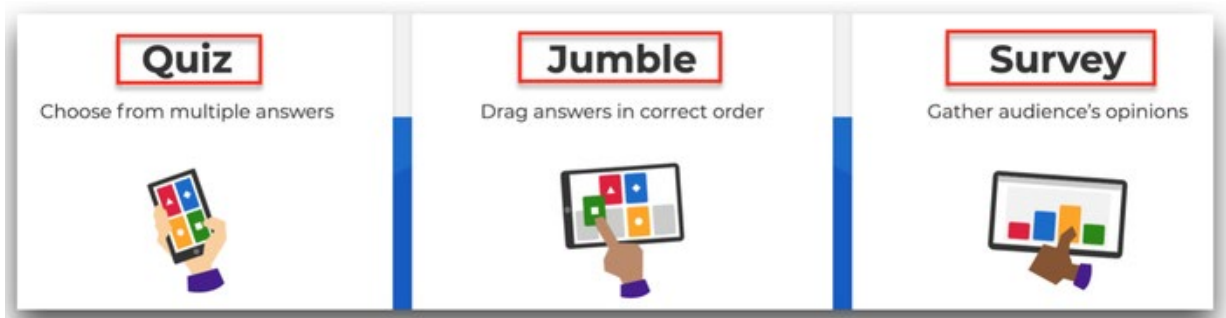 Quiz
Choose from multiple answers
Jumble
Drag answers in correct order
Survey
Gather audience's opinions